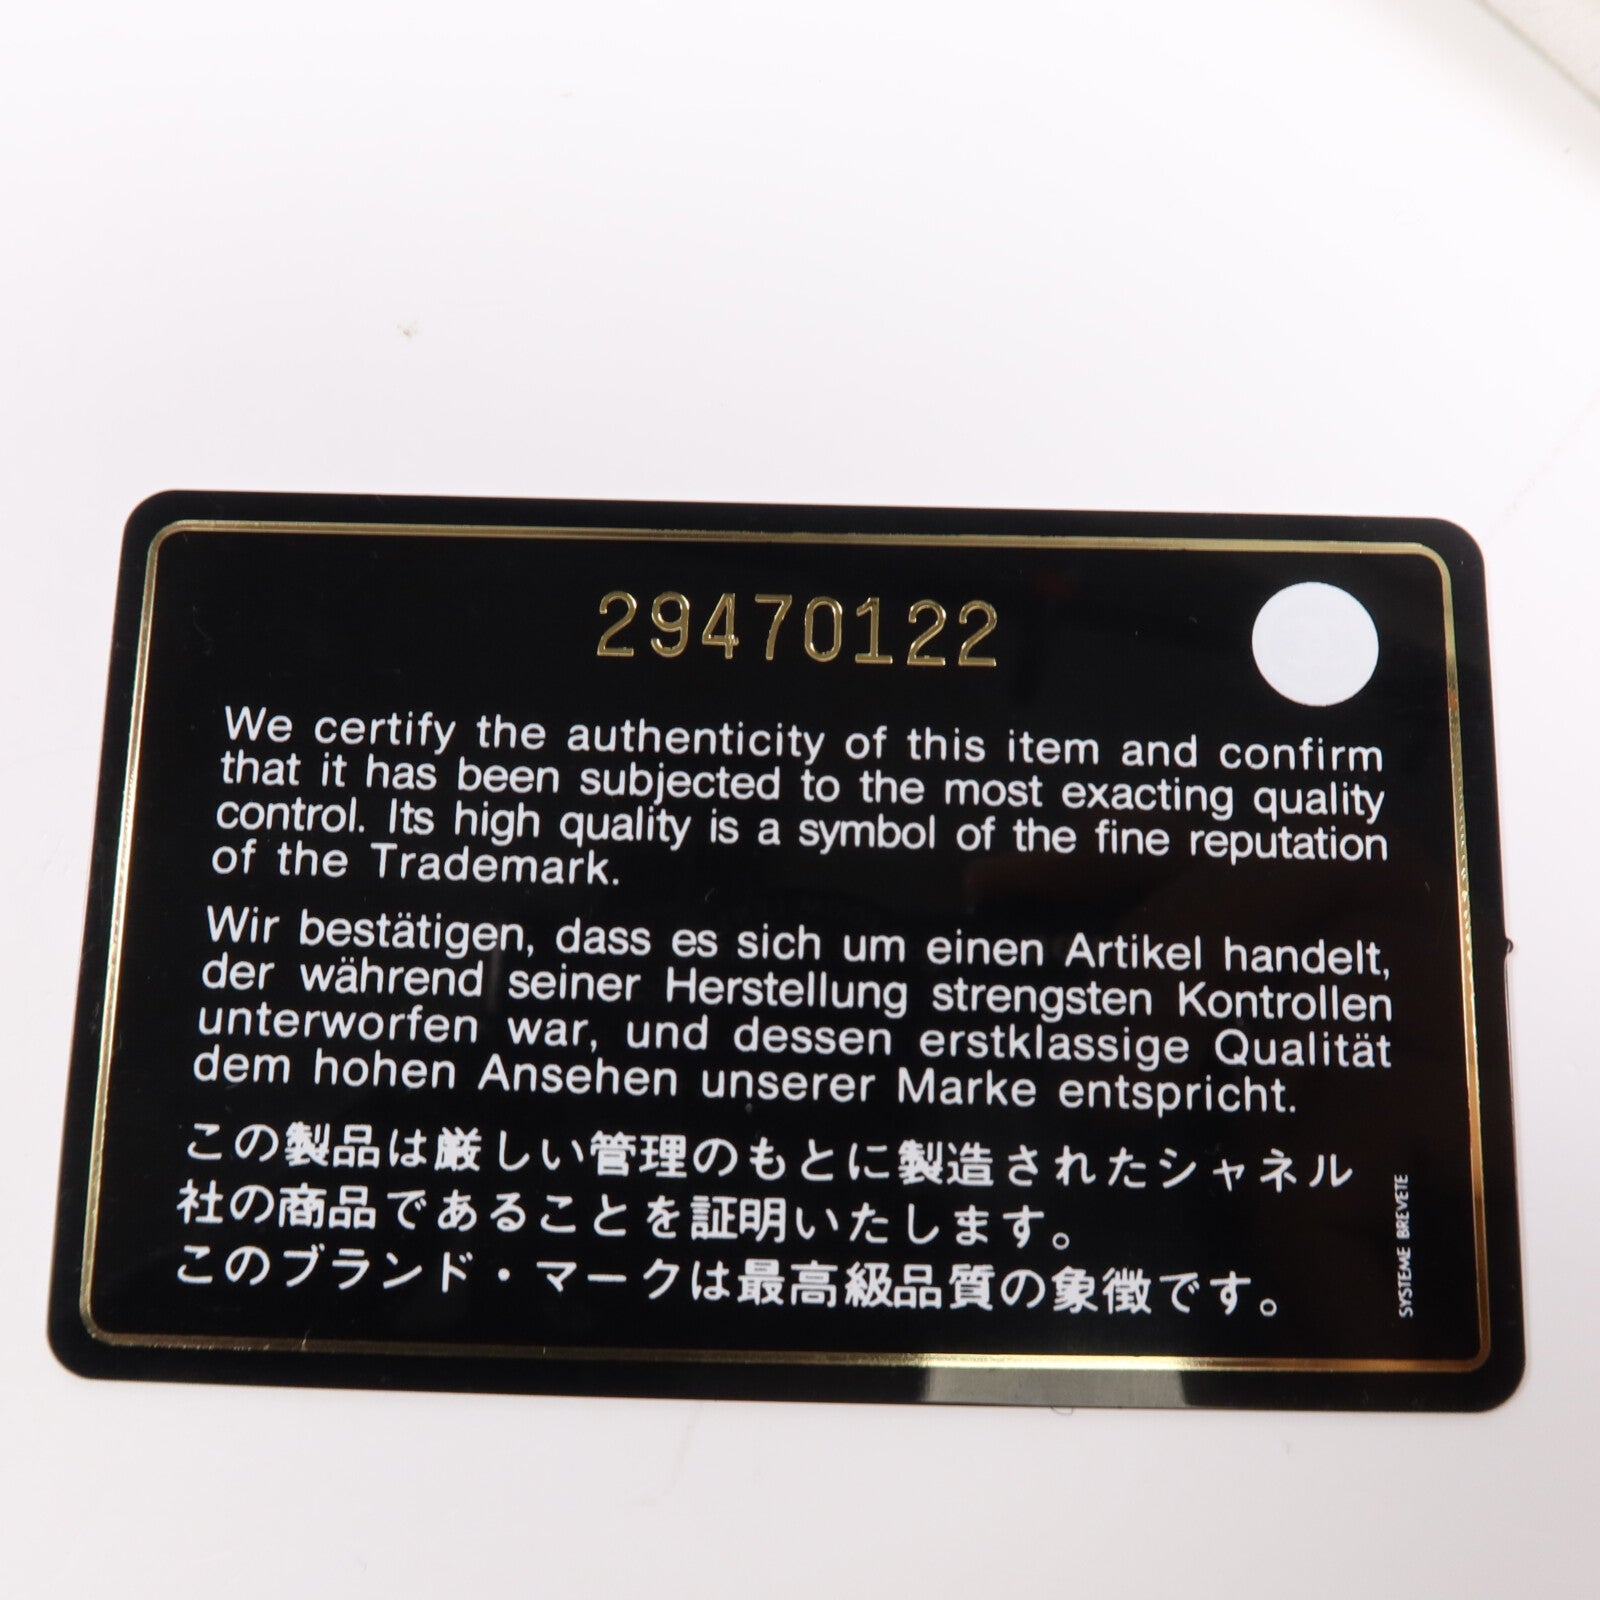 29470122
We certify the authenticity of this item and confirm
that it has been subjected to the most exacting quality
control. Its high quality is a symbol of the fine reputation
of the Trademark.
Wir bestätigen, dass es sich um einen Artikel handelt,
der während seiner Herstellung strengsten Kontrollen
unterworfen war, und dessen erstklassige Qualität
dem hohen Ansehen unserer Marke entspricht.
この製品は厳しい管理のもとに製造されたシャネル
社の商品であることを証明いたします。
このブランド・マークは最高級品質の象徴です。
SYSTEME BREVETE